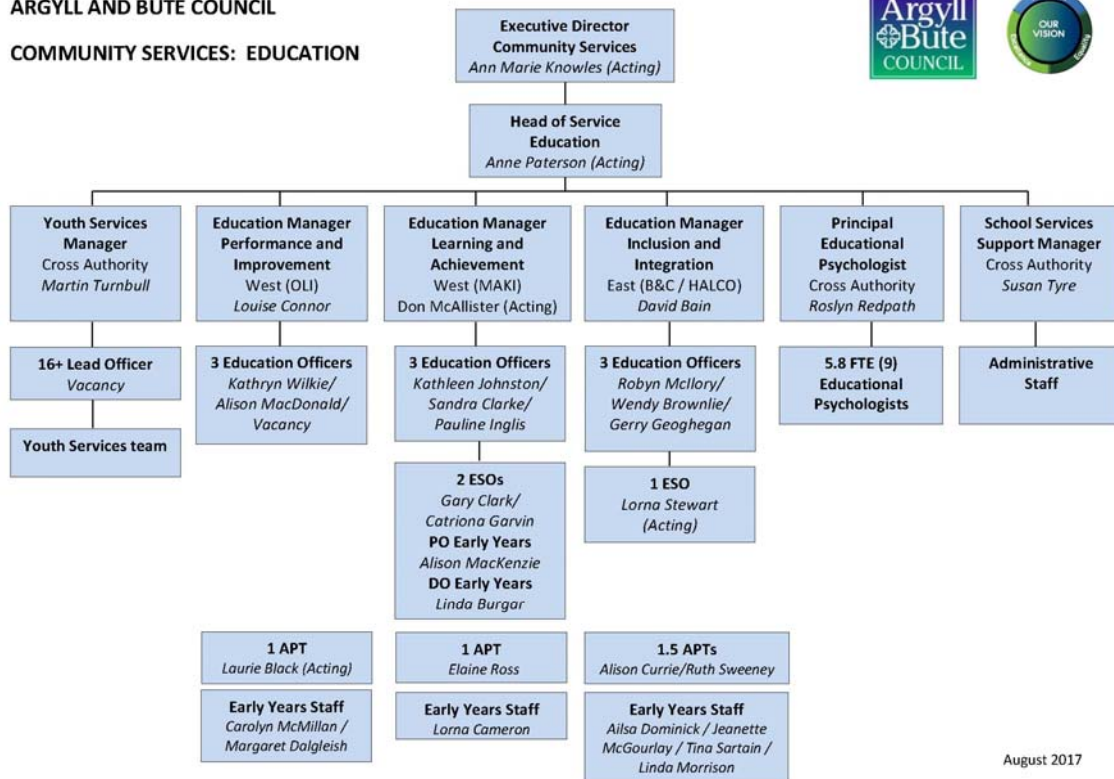 ARGYLL AND BUTE COUNCIL
COMMUNITY SERVICES: EDUCATION
Argyll
&Bute
COUNCIL
OUR
VISION
Equality
Executive Director
Community Services
Ann Marie Knowles (Acting)
Head of Service
Education
Anne Paterson (Acting)
Youth Services
Manager
Cross Authority
Martin Turnbull
Education Manager
Performance and
Improvement
West (OLI)
Louise Connor
Education Manager
Learning and
Achievement
West (MAKI)
Don McAllister (Acting)
Education Manager
Inclusion and
Integration
East (B&C / HALCO)
David Bain
Principal
Educational
Psychologist
Cross Authority
Roslyn Redpath
School Services
Support Manager
Cross Authority
Susan Tyre
16+ Lead Officer
Vacancy
3 Education Officers
Kathryn Wilkie/
Alison MacDonald/
Vacancy
3 Education Officers
Kathleen Johnston/
Sandra Clarke/
Pauline Inglis
3 Education Officers
Robyn McIlory/
Wendy Brownlie/
Gerry Geoghegan
5.8 FTE (9)
Educational
Psychologists
Administrative
Staff
Youth Services team
2 ESOs
Gary Clark/
Catriona Garvin
PO Early Years
Alison MacKenzie
DO Early Years
Linda Burgar
1 ESO
Lorna Stewart
(Acting)
1 APT
Laurie Black (Acting)
1 APT
Elaine Ross
1.5 APTs
Alison Currie/Ruth Sweeney
Early Years Staff
Carolyn McMillan /
Margaret Dalgleish
Early Years Staff
Lorna Cameron
Early Years Staff
Ailsa Dominick / Jeanette
McGourlay / Tina Sartain /
Linda Morrison
August 2017